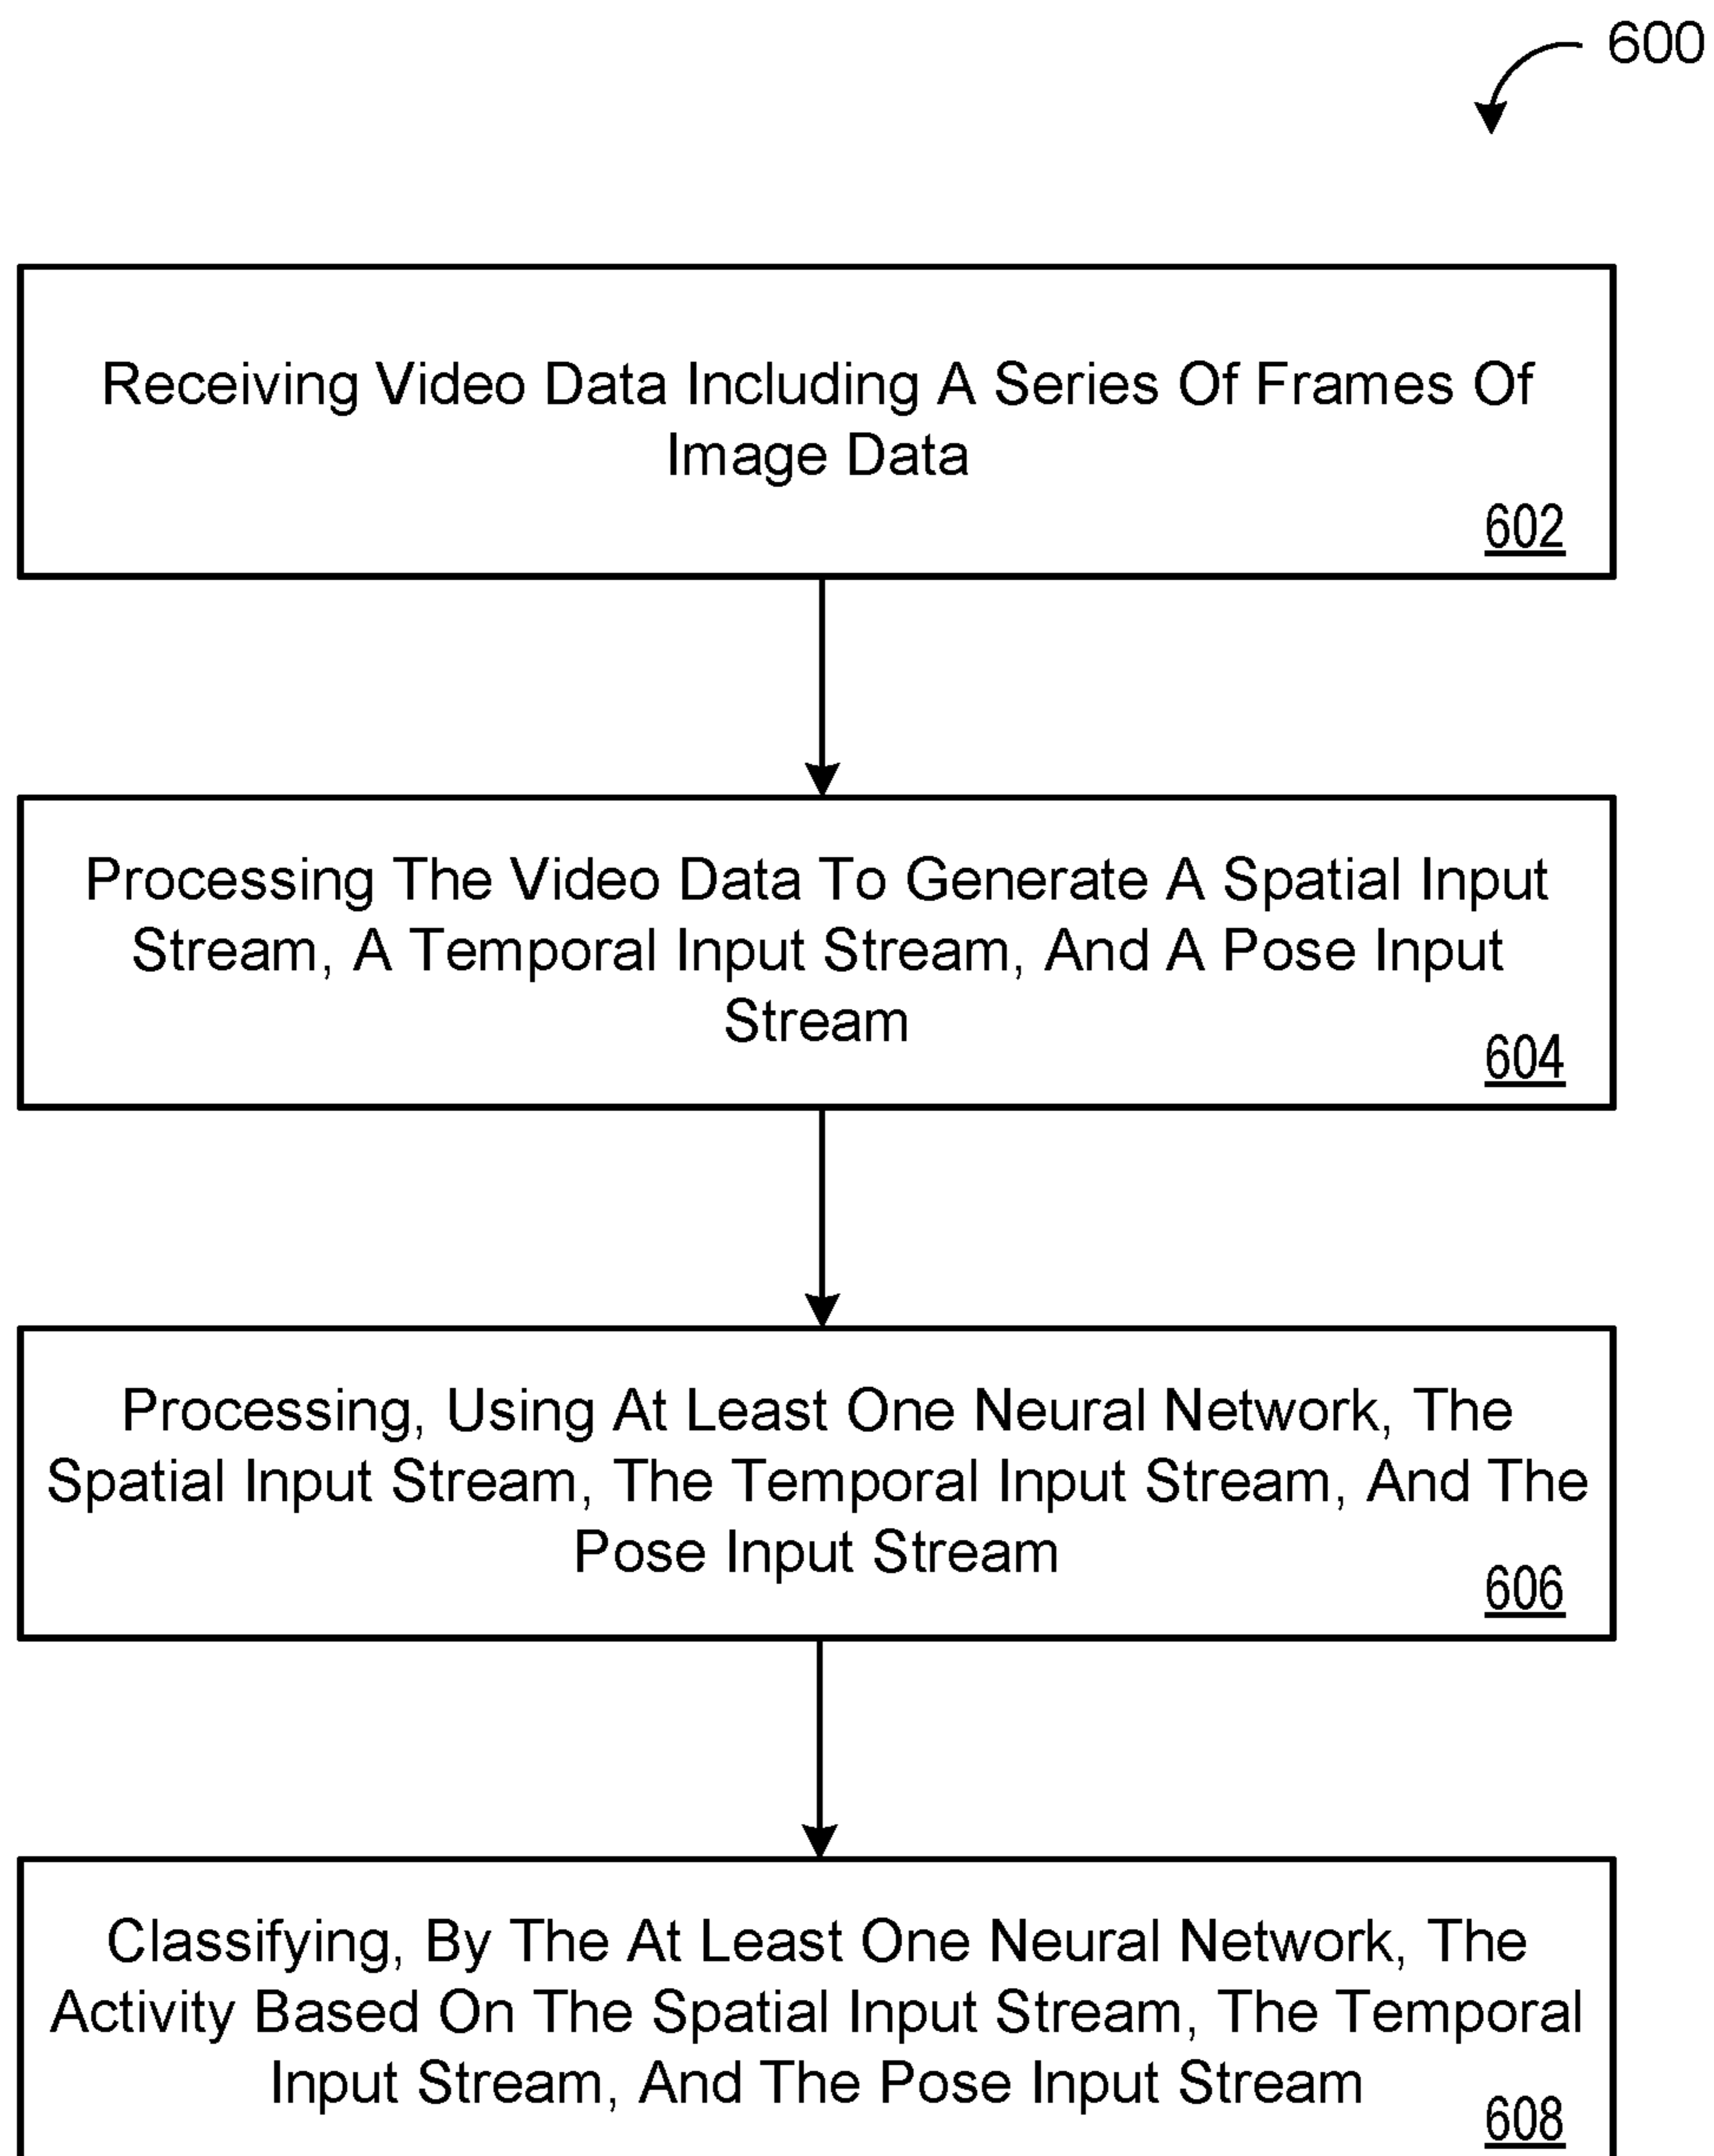 600
Receiving Video Data Including A Series Of Frames Of
Image Data
602
Processing The Video Data To Generate A Spatial Input
Stream, A Temporal Input Stream, And A Pose Input
Stream
604
Processing, Using At Least One Neural Network, The
Spatial Input Stream, The Temporal Input Stream, And The
Pose Input Stream
606
Classifying, By The At Least One Neural Network, The
Activity Based On The Spatial Input Stream, The Temporal
Input Stream, And The Pose Input Stream
608